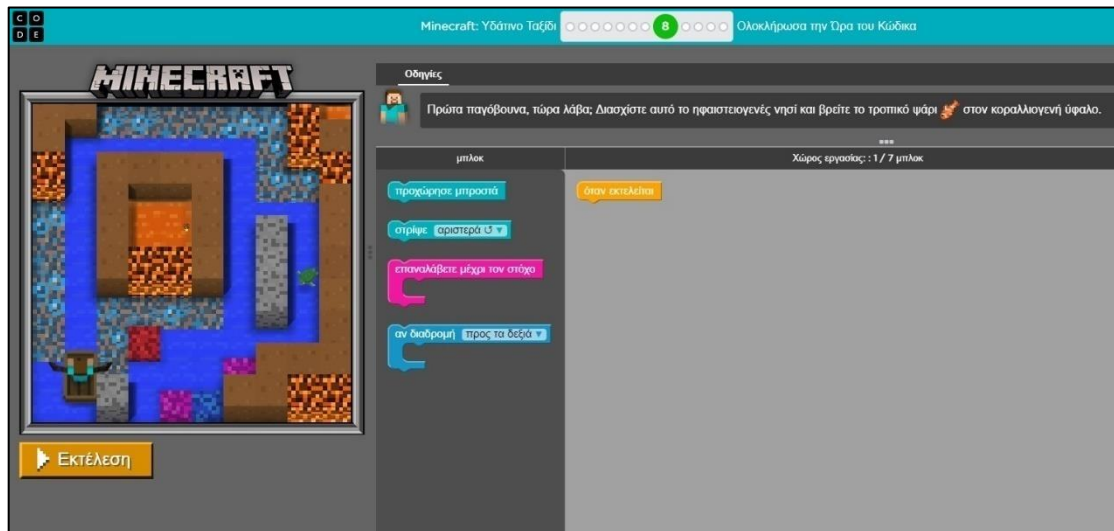 C O
D E
Minecraft: Υδάτινο Ταξίδι 8 Ολοκλήρωσα την Ώρα του Κώδικα
MINECRAFT
Οδηγίες
Πρώτα παγόβουνα, τώρα λάβα; Διασχίστε αυτό το ηφαιστειογενές νησί και βρείτε το τροπικό ψάρι στον κοραλλιογενή ύφαλο.
μπλοκ
Χώρος εργασίας: : 1 / 7 μπλοκ
προχώρησε μπροστά
όταν εκτελείται
στρίψε αριστερά ↺ ▼
επαναλάβετε μέχρι τον στόχο
αν διαδρομή προς τα δεξιά ▼
Εκτέλεση